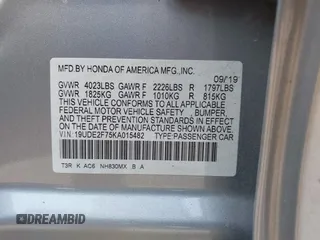 MFD.BY HONDA OF AMERICA MFG.,INC. 09/19
GVWR 4023LBS GAWR F 2226LBS R 1797LBS
GVWR 1825KG GAWR F 1010KG R 815KG
THIS VEHICLE CONFORMS TO ALL APPLICABLE
FEDERAL MOTOR VEHICLE SAFETY, BUMPER,
AND THEFT PREVENTION STANDARDS IN EFFECT ON
THE DATE OF MANUFACTURE SHOWN ABOVE.
VIN:19UDE2F75KA015482 TYPE:PASSENGER CAR
T3R K AC6 NH830MX B A
DREAMBID